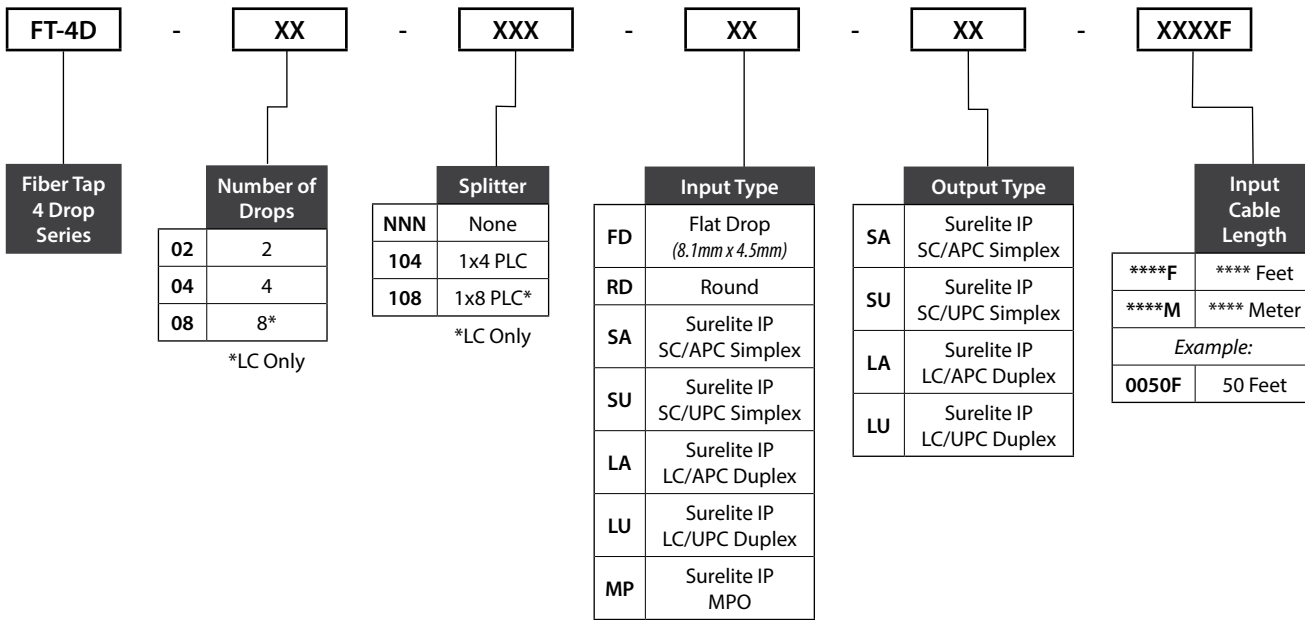 FT-4D - XX - XXX - XX - XX - XXXXF
Fiber Tap
4 Drop
Series
Number of
Drops
02 2
04 4
08 8*
*LC Only
Splitter
NNN None
104 1x4 PLC
108 1x8 PLC*
*LC Only
Input Type
FD Flat Drop
(8.1mm x 4.5mm)
RD Round
SA Surelite IP
SC/APC Simplex
SU Surelite IP
SC/UPC Simplex
LA Surelite IP
LC/APC Duplex
LU Surelite IP
LC/UPC Duplex
MP Surelite IP
MPO
Output Type
SA Surelite IP
SC/APC Simplex
SU Surelite IP
SC/UPC Simplex
LA Surelite IP
LC/APC Duplex
LU Surelite IP
LC/UPC Duplex
Input
Cable
Length
****F **** Feet
****M **** Meter
Example:
0050F 50 Feet